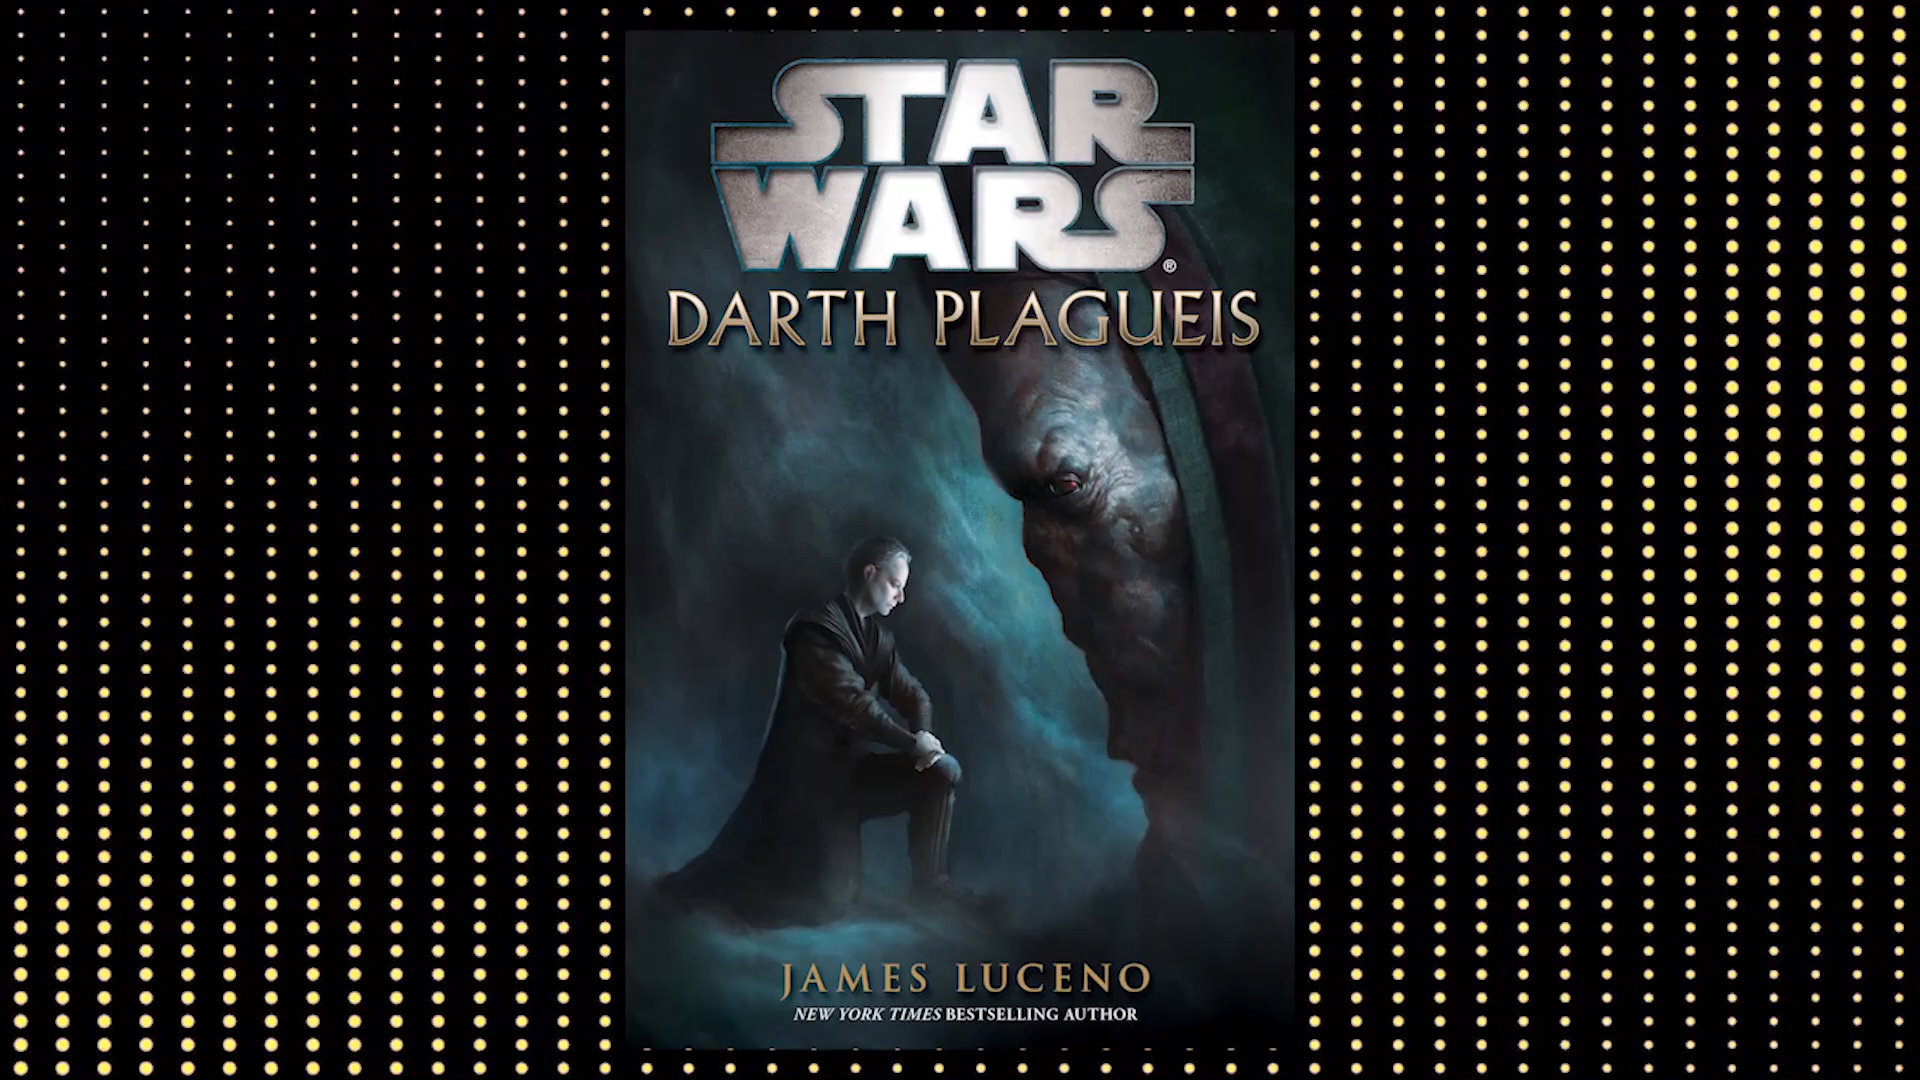 STAR
WARS®
DARTH PLAGUEIS
JAMES LUCENO
NEW YORK TIMES BESTSELLING AUTHOR